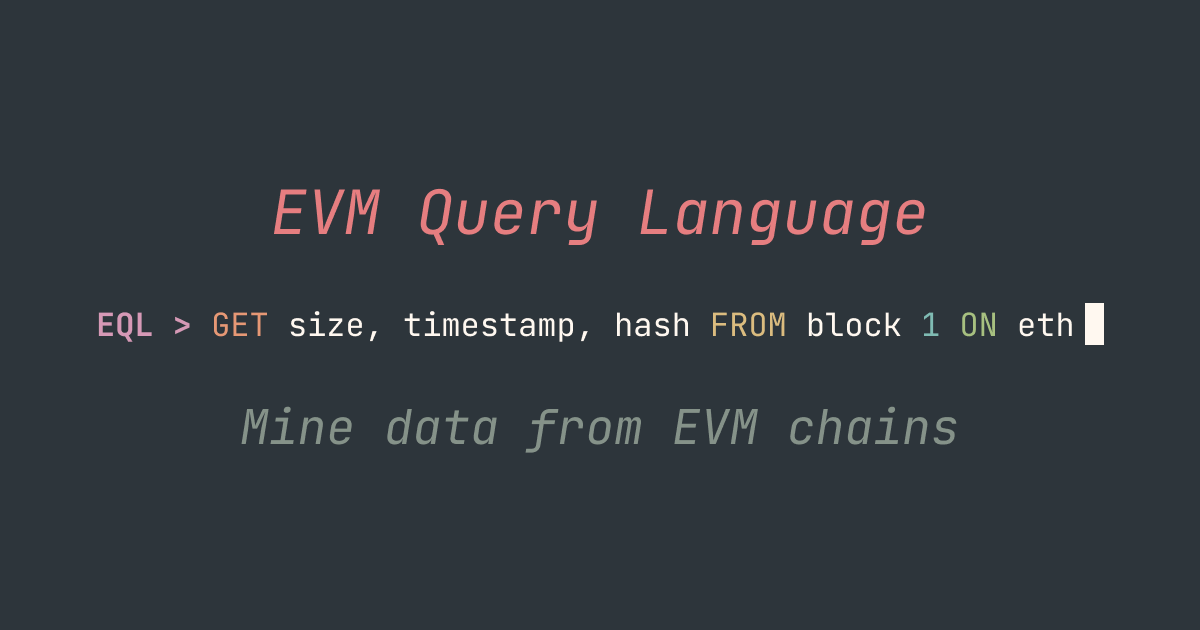 EVM Query Language
EQL > GET size, timestamp, hash FROM block 1 ON eth
Mine data from EVM chains